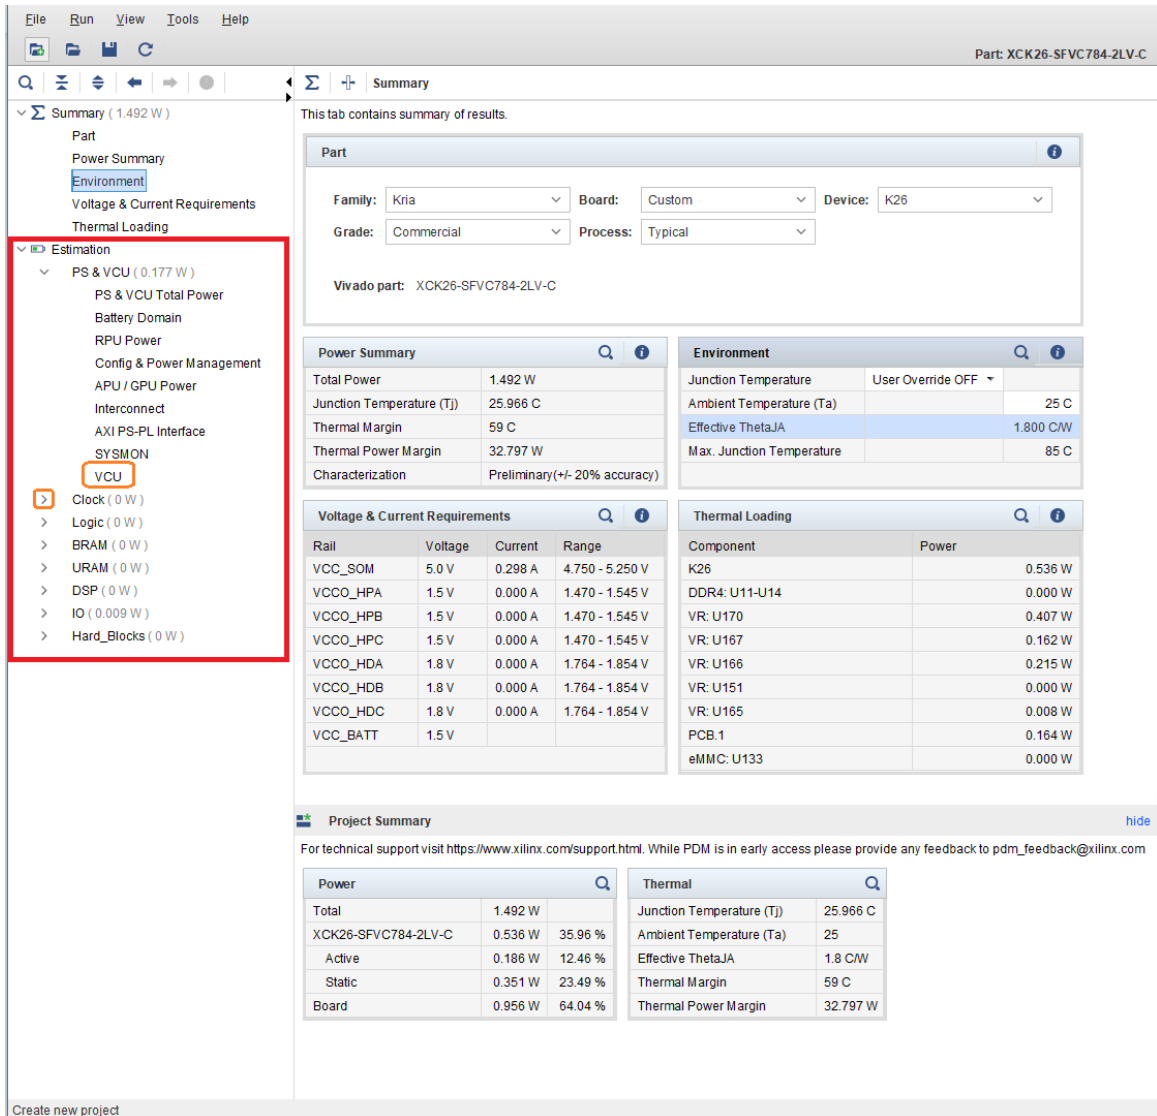 File Run View Tools Help
Part: XCK26-SFVC784-2LV-C
Summary
Summary ( 1.492 W )
Part
Power Summary
Environment
Voltage & Current Requirements
Thermal Loading
Estimation
PS & VCU ( 0.177 W )
PS & VCU Total Power
Battery Domain
RPU Power
Config & Power Management
APU / GPU Power
Interconnect
AXI PS-PL Interface
SYSMON
VCU
Clock ( 0 W )
Logic ( 0 W )
BRAM ( 0 W )
URAM ( 0 W )
DSP ( 0 W )
IO ( 0.009 W )
Hard_Blocks ( 0 W )
This tab contains summary of results.
Part
Family: Kria Board: Custom Device: K26
Grade: Commercial Process: Typical
Vivado part: XCK26-SFVC784-2LV-C
Power Summary
Total Power 1.492 W
Junction Temperature (Tj) 25.966 C
Thermal Margin 59 C
Thermal Power Margin 32.797 W
Characterization Preliminary(+/- 20% accuracy)
Environment
Junction Temperature User Override OFF
Ambient Temperature (Ta) 25 C
Effective ThetaJA 1.800 C/W
Max. Junction Temperature 85 C
Voltage & Current Requirements
Rail Voltage Current Range
VCC_SOM 5.0 V 0.298 A 4.750 - 5.250 V
VCCO_HPA 1.5 V 0.000 A 1.470 - 1.545 V
VCCO_HPB 1.5 V 0.000 A 1.470 - 1.545 V
VCCO_HPC 1.5 V 0.000 A 1.470 - 1.545 V
VCCO_HDA 1.8 V 0.000 A 1.764 - 1.854 V
VCCO_HDB 1.8 V 0.000 A 1.764 - 1.854 V
VCCO_HDC 1.8 V 0.000 A 1.764 - 1.854 V
VCC_BATT 1.5 V
Thermal Loading
Component Power
K26 0.536 W
DDR4: U11-U14 0.000 W
VR: U170 0.407 W
VR: U167 0.162 W
VR: U166 0.215 W
VR: U151 0.000 W
VR: U165 0.008 W
PCB.1 0.164 W
eMMC: U133 0.000 W
Project Summary hide
For technical support visit https://www.xilinx.com/support.html. While PDM is in early access please provide any feedback to pdm_feedback@xilinx.com
Power
Total 1.492 W
XCK26-SFVC784-2LV-C 0.536 W 35.96 %
Active 0.186 W 12.46 %
Static 0.351 W 23.49 %
Board 0.956 W 64.04 %
Thermal
Junction Temperature (Tj) 25.966 C
Ambient Temperature (Ta) 25
Effective ThetaJA 1.8 C/W
Thermal Margin 59 C
Thermal Power Margin 32.797 W
Create new project